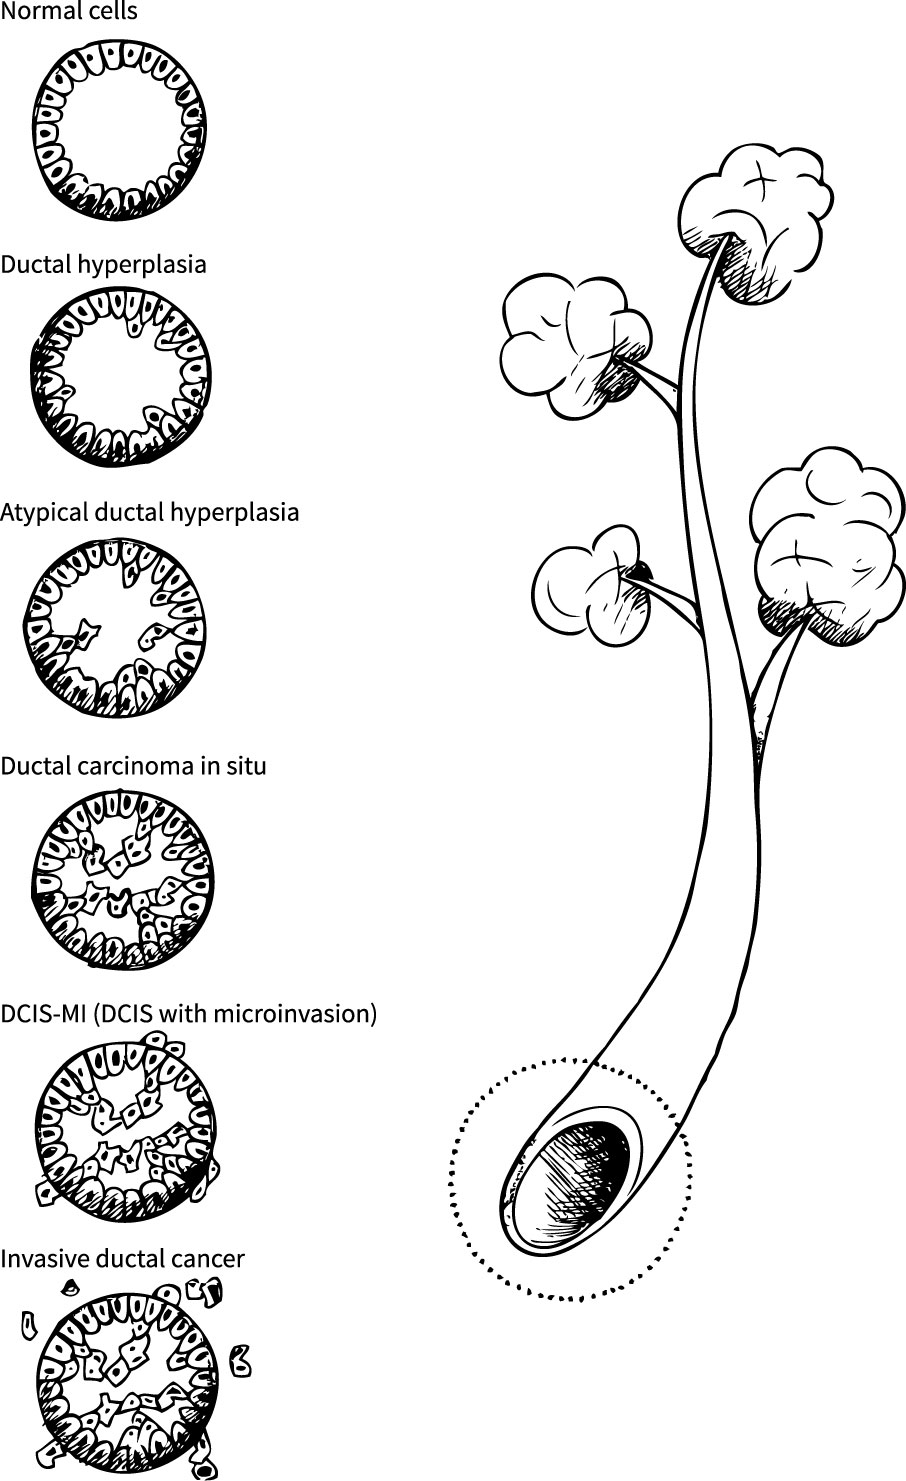 Normal cells
Ductal hyperplasia
Atypical ductal hyperplasia
Ductal carcinoma in situ
DCIS-MI (DCIS with microinvasion)
Invasive ductal cancer